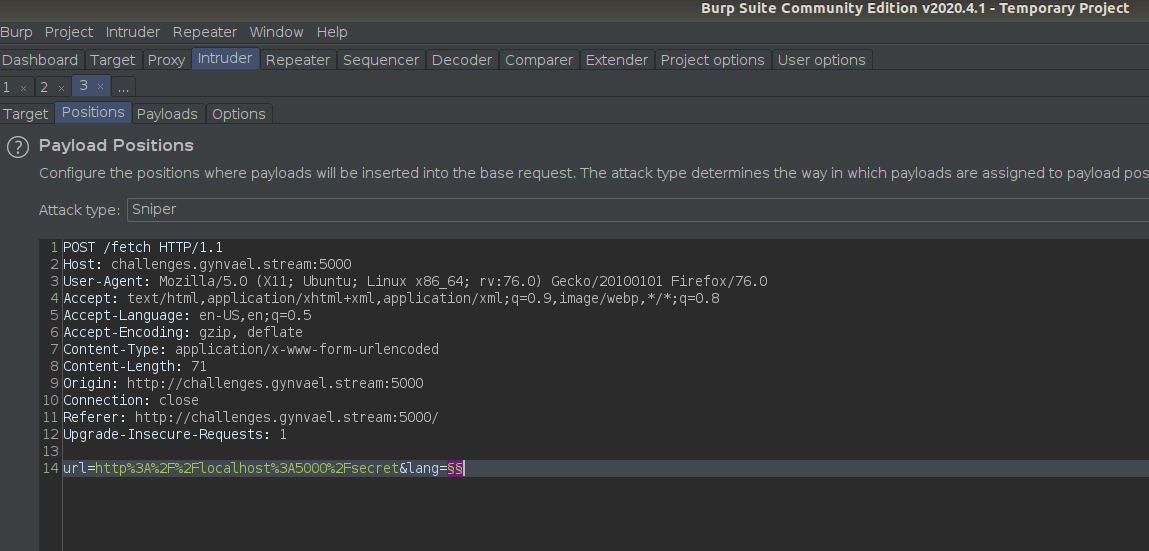 Burp Suite Community Edition v2020.4.1 - Temporary Project
Burp Project Intruder Repeater Window Help
Dashboard Target Proxy Intruder Repeater Sequencer Decoder Comparer Extender Project options User options
1 × 2 × 3 × ...
Target Positions Payloads Options
? Payload Positions
Configure the positions where payloads will be inserted into the base request. The attack type determines the way in which payloads are assigned to payload pos
Attack type: Sniper
1 POST /fetch HTTP/1.1
2 Host: challenges.gynvael.stream:5000
3 User-Agent: Mozilla/5.0 (X11; Ubuntu; Linux x86_64; rv:76.0) Gecko/20100101 Firefox/76.0
4 Accept: text/html,application/xhtml+xml,application/xml;q=0.9,image/webp,*/*;q=0.8
5 Accept-Language: en-US,en;q=0.5
6 Accept-Encoding: gzip, deflate
7 Content-Type: application/x-www-form-urlencoded
8 Content-Length: 71
9 Origin: http://challenges.gynvael.stream:5000
10 Connection: close
11 Referer: http://challenges.gynvael.stream:5000/
12 Upgrade-Insecure-Requests: 1
13
14 url=http%3A%2F%2Flocalhost%3A5000%2Fsecret&lang=§§